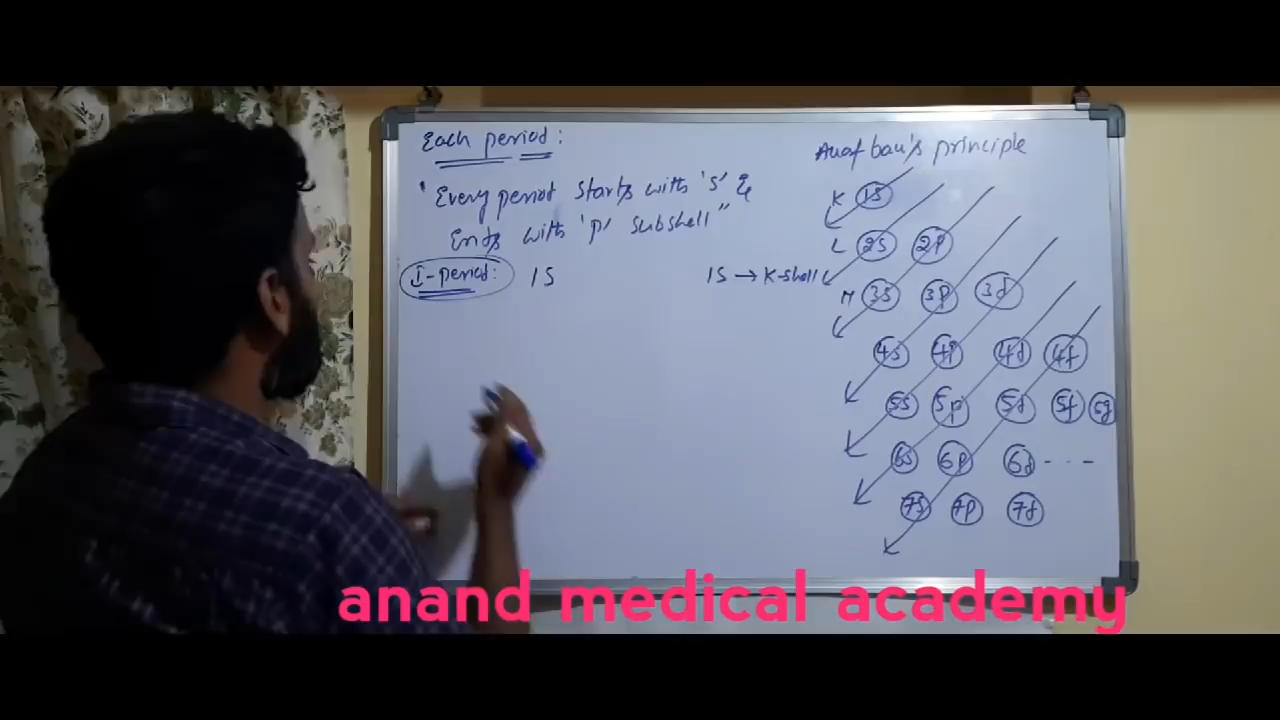 Each period:
"Every period starts with 's' &
Ends with 'p' subshell"
I-period: 1S
1S → K-shell
Auafbau's principle
K 1S
L 2S 2P
M 3S 3P 3d
4S 4P 4d 4f
5S 5P 5d 5f 5g
6S 6P 6d - - -
7S 7P 7d
anand medical academy